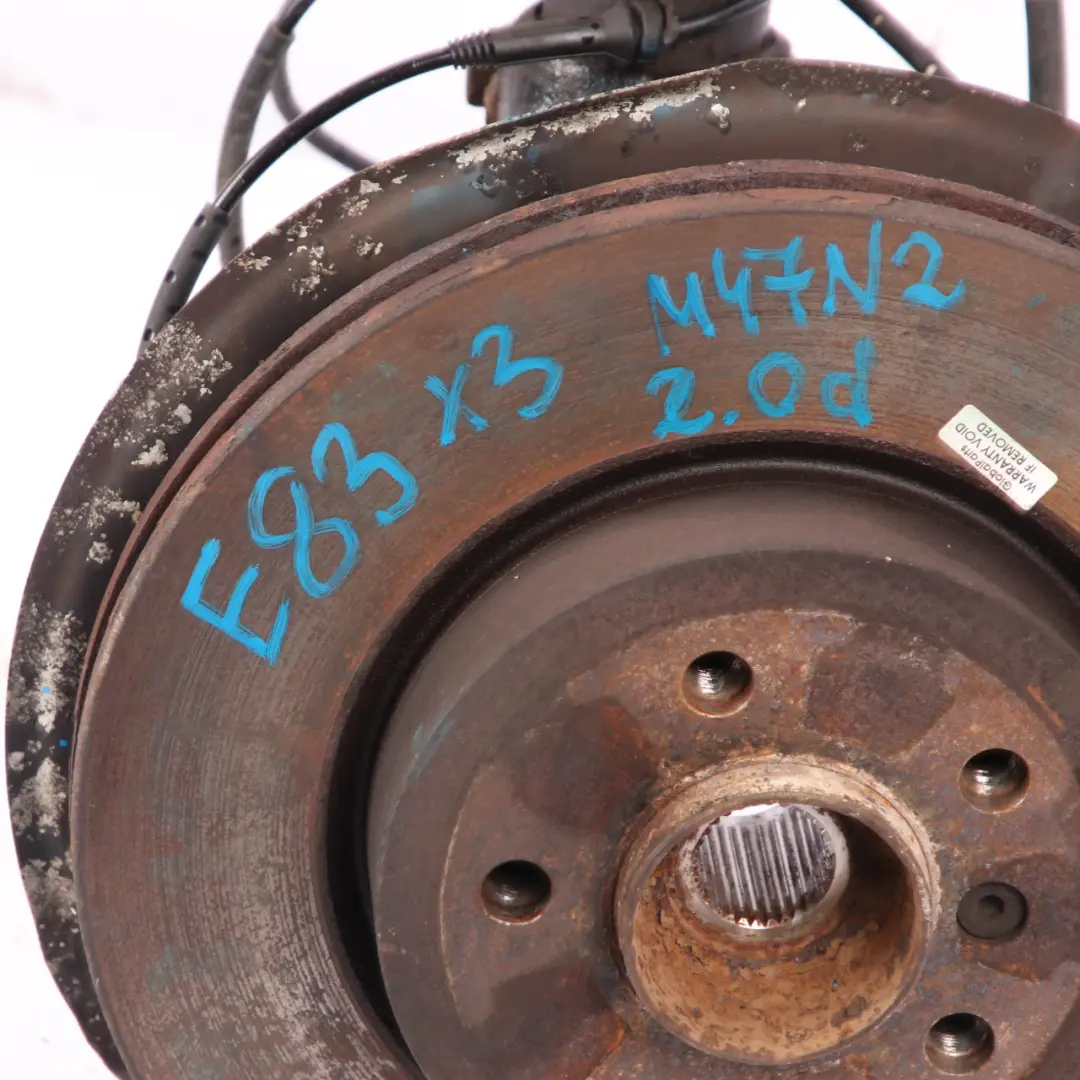 E83 x3 M47N2
2.0d
GlobalParts
WARRANTY VOID
IF REMOVED